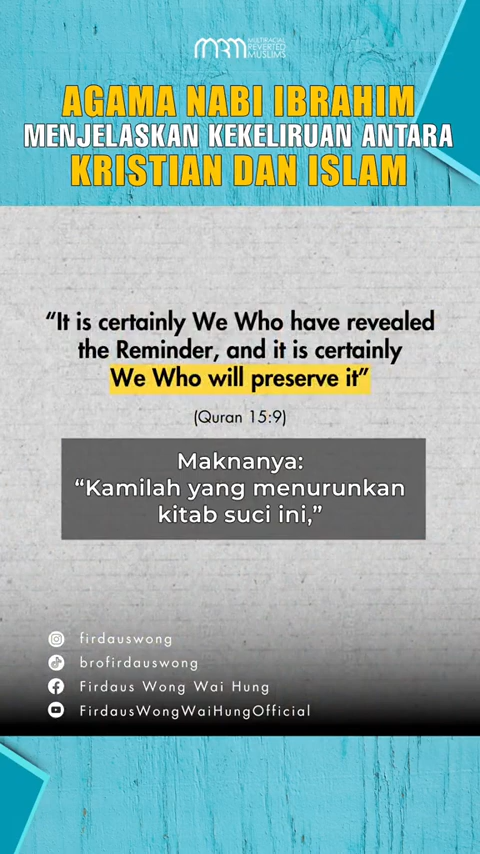 MRM MULTIRACIAL
REVERTED
MUSLIMS
AGAMA NABI IBRAHIM
MENJELASKAN KEKELIRUAN ANTARA
KRISTIAN DAN ISLAM
“It is certainly We Who have revealed
the Reminder, and it is certainly
We Who will preserve it”
(Quran 15:9)
Maknanya:
“Kamilah yang menurunkan
kitab suci ini,”
firdauswong
brofirdauswong
Firdaus Wong Wai Hung
FirdausWongWaiHungOfficial